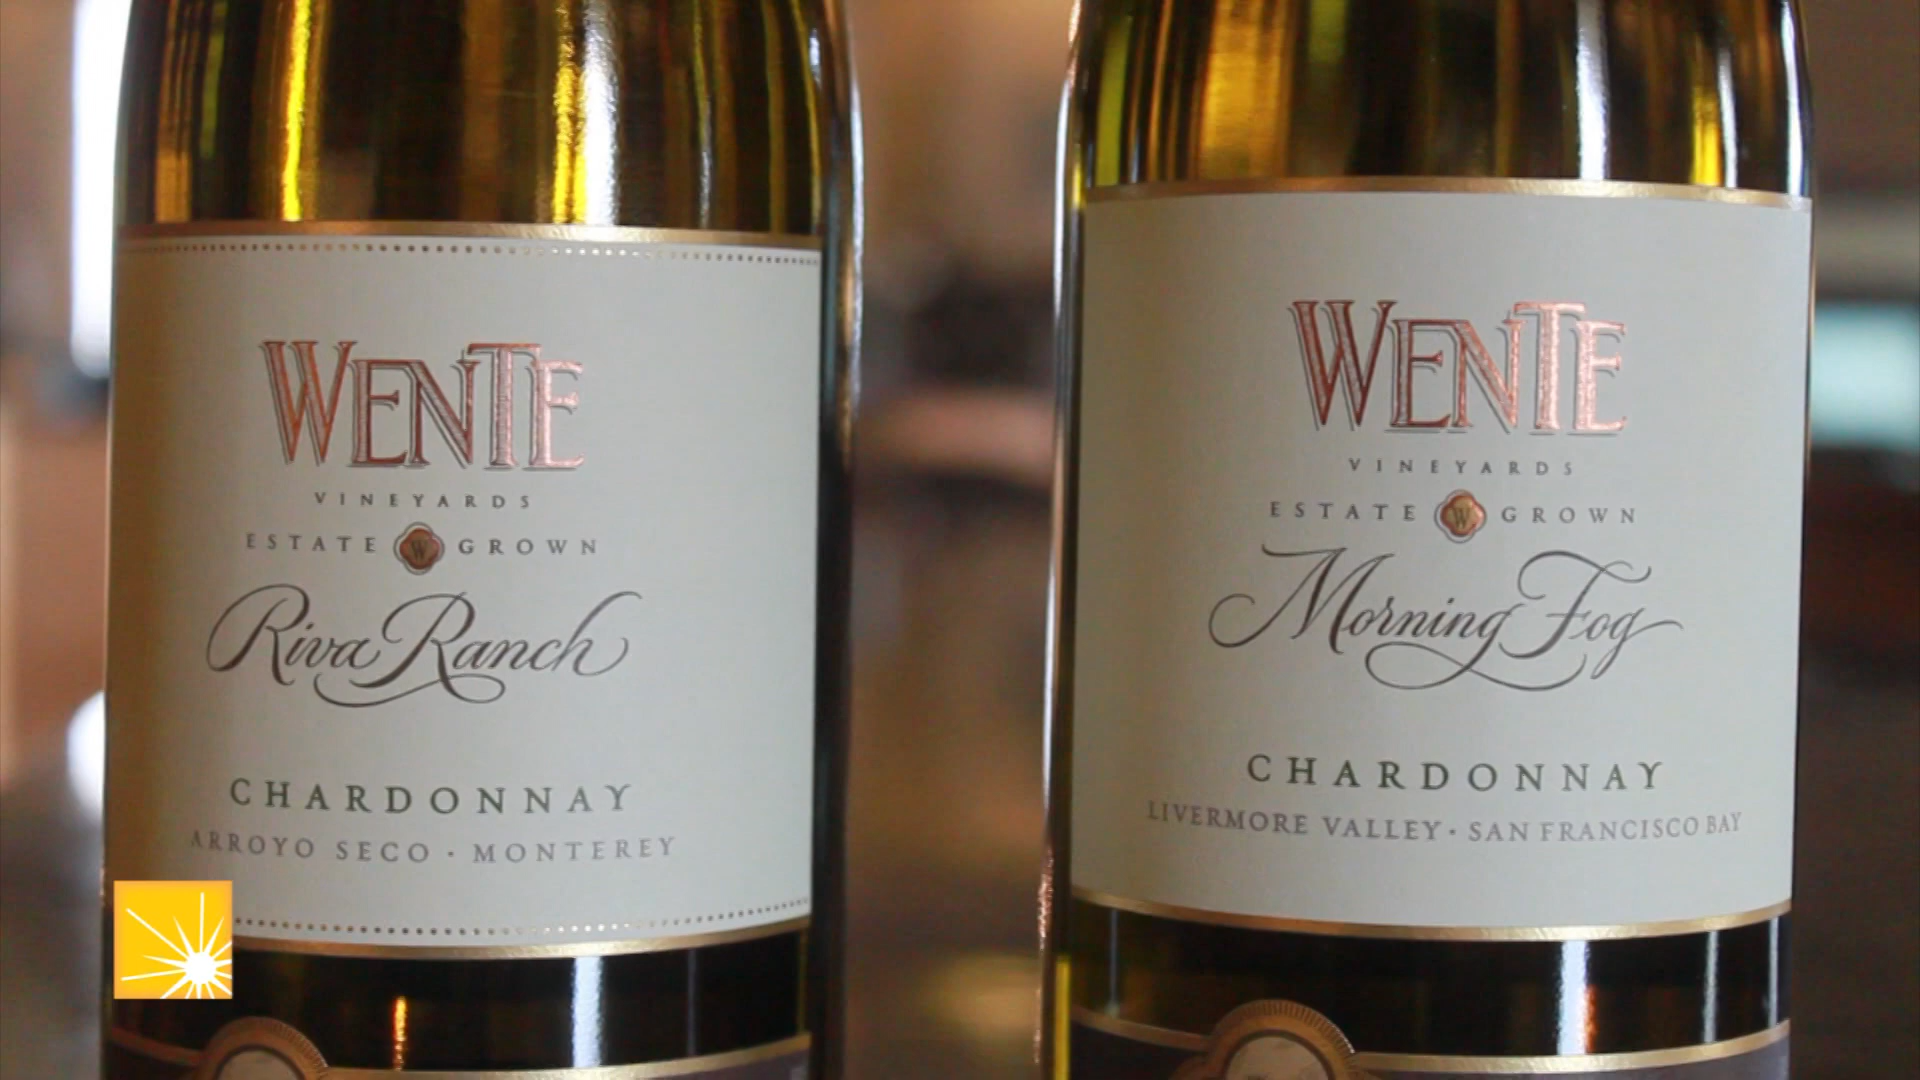 WENTE
VINEYARDS
ESTATE W GROWN
Riva Ranch
CHARDONNAY
ARROYO SECO · MONTEREY
WENTE
VINEYARDS
ESTATE W GROWN
Morning Fog
CHARDONNAY
LIVERMORE VALLEY · SAN FRANCISCO BAY